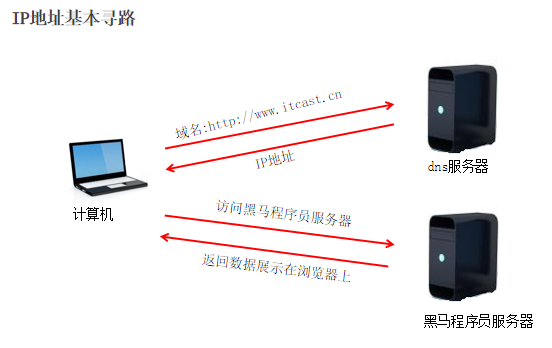 IP地址基本寻路
域名:http://www.itcast.cn
IP地址
dns服务器
计算机
访问黑马程序员服务器
返回数据展示在浏览器上
黑马程序员服务器